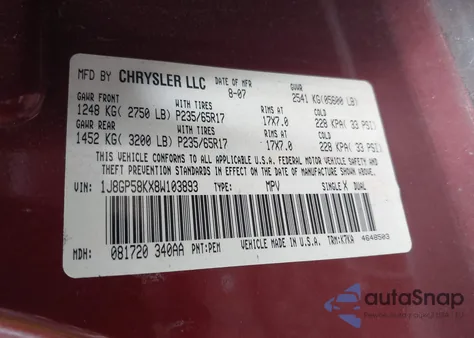 MFD BY CHRYSLER LLC DATE OF MFR 8-07 GVWR 2541 KG(05600 LB)
GAWR FRONT WITH TIRES RIMS AT COLD
1248 KG( 2750 LB) P235/65R17 17X7.0 228 KPA( 33 PSI)
GAWR REAR WITH TIRES RIMS AT COLD
1452 KG( 3200 LB) P235/65R17 17X7.0 228 KPA( 33 PSI)
THIS VEHICLE CONFORMS TO ALL APPLICABLE U.S.A. FEDERAL MOTOR VEHICLE SAFETY AND
THEFT PREVENTION STANDARDS IN EFFECT ON THE DATE OF MANUFACTURE SHOWN ABOVE.
VIN: 1J8GP58KX8W103893 TYPE: MPV SINGLE X DUAL
MDH: 081720 340AA PNT:PEM VEHICLE MADE IN U.S.A. TRM:K7KA 4648503
autoSnap